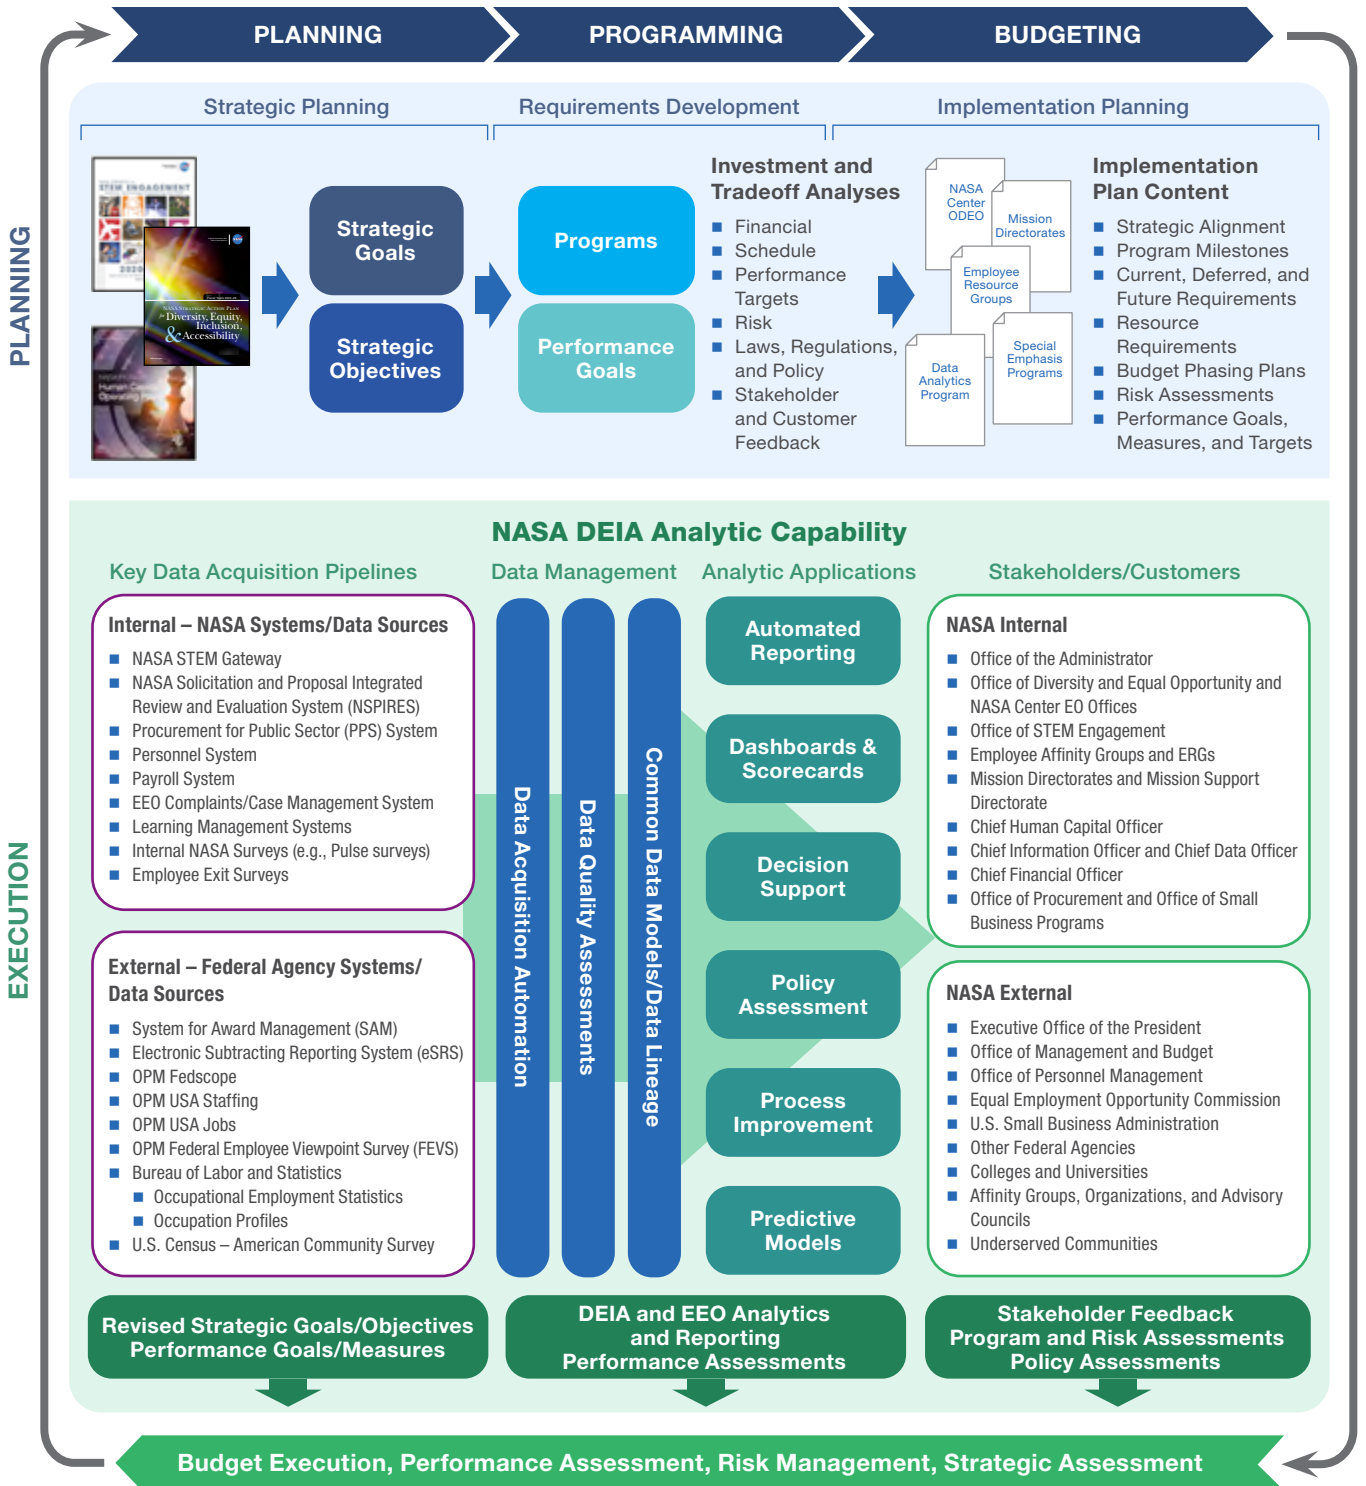 PLANNING
PROGRAMMING
BUDGETING
PLANNING
Strategic Planning
Requirements Development
Implementation Planning
STEM ENGAGEMENT
2020
NASA STRATEGIC ACTION PLAN
for Diversity, Equity,
Inclusion,
& Accessibility
Human Capital
Operating Plan
Strategic
Goals
Strategic
Objectives
Programs
Performance
Goals
Investment and
Tradeoff Analyses
Financial
Schedule
Performance
Targets
Risk
Laws, Regulations,
and Policy
Stakeholder
and Customer
Feedback
NASA
Center
ODEO
Mission
Directorates
Employee
Resource
Groups
Special
Emphasis
Programs
Data
Analytics
Program
Implementation
Plan Content
Strategic Alignment
Program Milestones
Current, Deferred, and
Future Requirements
Resource
Requirements
Budget Phasing Plans
Risk Assessments
Performance Goals,
Measures, and Targets
EXECUTION
NASA DEIA Analytic Capability
Key Data Acquisition Pipelines
Data Management
Analytic Applications
Stakeholders/Customers
Internal – NASA Systems/Data Sources
NASA STEM Gateway
NASA Solicitation and Proposal Integrated
Review and Evaluation System (NSPIRES)
Procurement for Public Sector (PPS) System
Personnel System
Payroll System
EEO Complaints/Case Management System
Learning Management Systems
Internal NASA Surveys (e.g., Pulse surveys)
Employee Exit Surveys
External – Federal Agency Systems/
Data Sources
System for Award Management (SAM)
Electronic Subtracting Reporting System (eSRS)
OPM Fedscope
OPM USA Staffing
OPM USA Jobs
OPM Federal Employee Viewpoint Survey (FEVS)
Bureau of Labor and Statistics
Occupational Employment Statistics
Occupation Profiles
U.S. Census – American Community Survey
Data Acquisition Automation
Data Quality Assessments
Common Data Models/Data Lineage
Automated
Reporting
Dashboards &
Scorecards
Decision
Support
Policy
Assessment
Process
Improvement
Predictive
Models
NASA Internal
Office of the Administrator
Office of Diversity and Equal Opportunity and
NASA Center EO Offices
Office of STEM Engagement
Employee Affinity Groups and ERGs
Mission Directorates and Mission Support
Directorate
Chief Human Capital Officer
Chief Information Officer and Chief Data Officer
Chief Financial Officer
Office of Procurement and Office of Small
Business Programs
NASA External
Executive Office of the President
Office of Management and Budget
Office of Personnel Management
Equal Employment Opportunity Commission
U.S. Small Business Administration
Other Federal Agencies
Colleges and Universities
Affinity Groups, Organizations, and Advisory
Councils
Underserved Communities
Revised Strategic Goals/Objectives
Performance Goals/Measures
DEIA and EEO Analytics
and Reporting
Performance Assessments
Stakeholder Feedback
Program and Risk Assessments
Policy Assessments
Budget Execution, Performance Assessment, Risk Management, Strategic Assessment